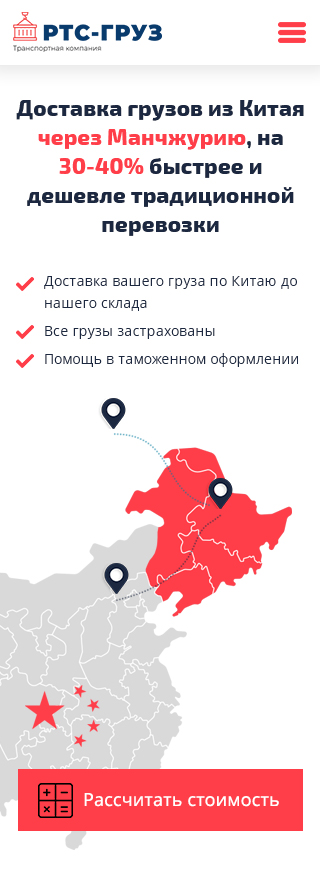 РТС-ГРУЗ
Транспортная компания
Доставка грузов из Китая
через Манчжурию, на
30-40% быстрее и
дешевле традиционной
перевозки
Доставка вашего груза по Китаю до
нашего склада
Все грузы застрахованы
Помощь в таможенном оформлении
Рассчитать стоимость